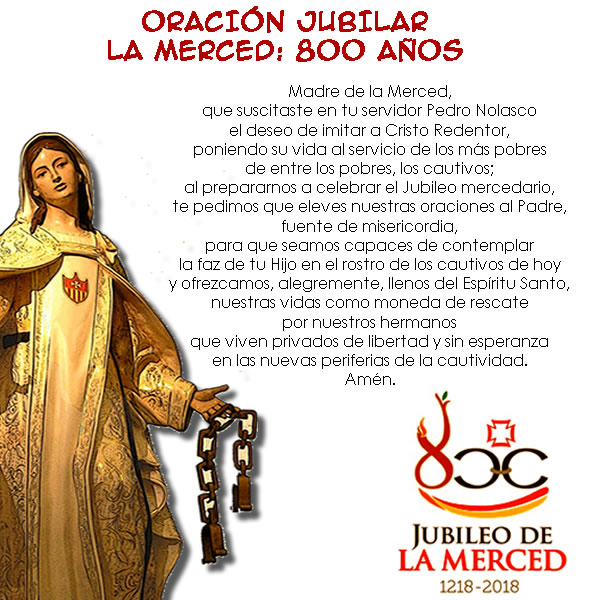 ORACIÓN JUBILAR
LA MERCED: 800 AÑOS
Madre de la Merced,
que suscitaste en tu servidor Pedro Nolasco
el deseo de imitar a Cristo Redentor,
poniendo su vida al servicio de los más pobres
de entre los pobres, los cautivos;
al prepararnos a celebrar el Jubileo mercedario,
te pedimos que eleves nuestras oraciones al Padre,
fuente de misericordia,
para que seamos capaces de contemplar
la faz de tu Hijo en el rostro de los cautivos de hoy
y ofrezcamos, alegremente, llenos del Espíritu Santo,
nuestras vidas como moneda de rescate
por nuestros hermanos
que viven privados de libertad y sin esperanza
en las nuevas periferias de la cautividad.
Amén.
JUBILEO DE
LA MERCED
1218-2018